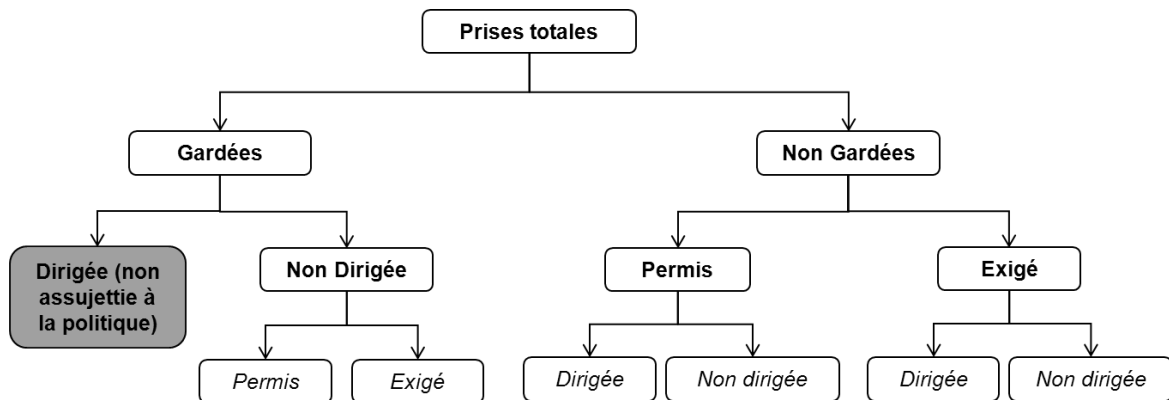 Prises totales
Gardées
Non Gardées
Dirigée (non
assujettie à
la politique)
Non Dirigée
Permis
Exigé
Permis
Exigé
Dirigée
Non dirigée
Dirigée
Non dirigée